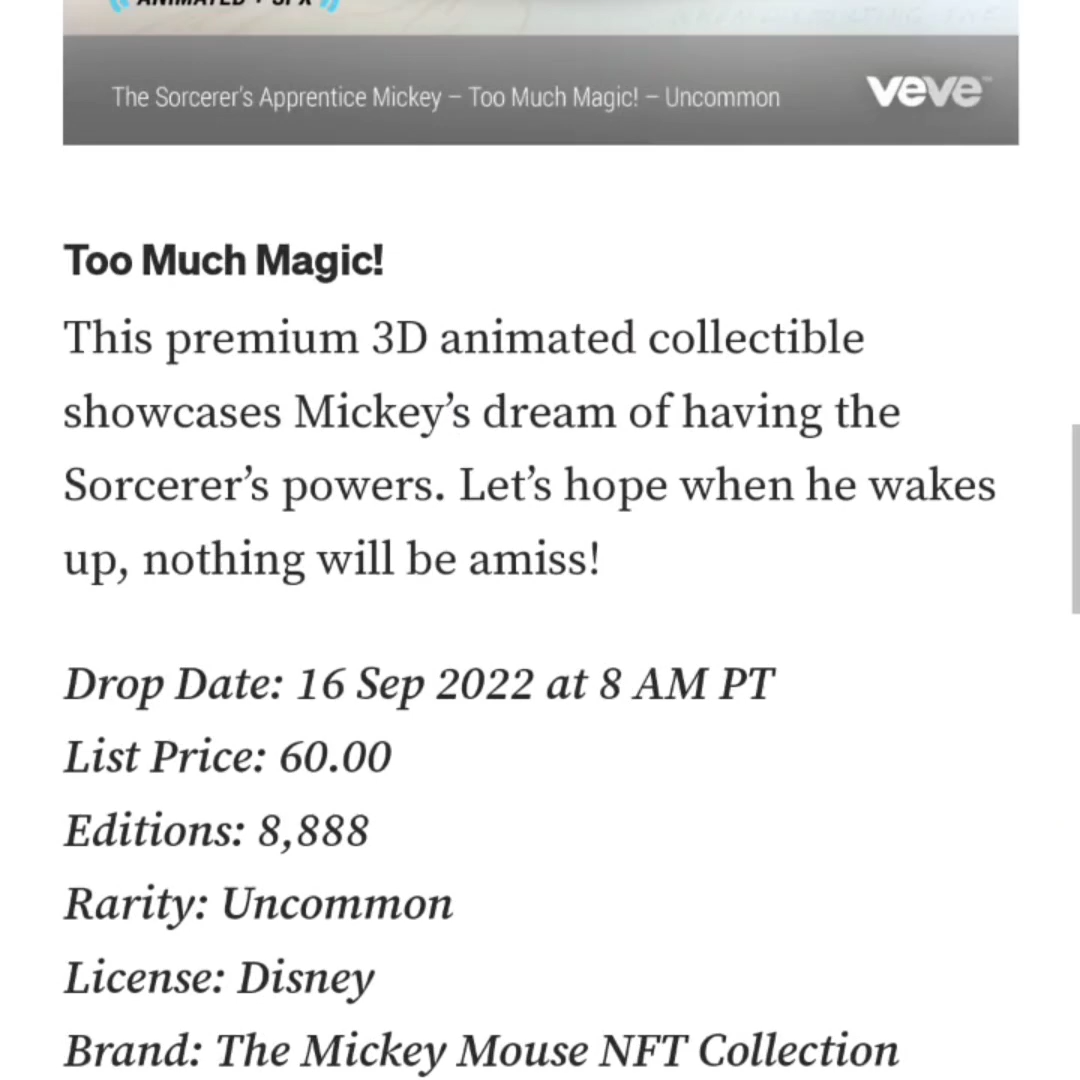 ANIMATED + SFX
The Sorcerer's Apprentice Mickey – Too Much Magic! – Uncommon
veve™
Too Much Magic!
This premium 3D animated collectible
showcases Mickey’s dream of having the
Sorcerer’s powers. Let’s hope when he wakes
up, nothing will be amiss!
Drop Date: 16 Sep 2022 at 8 AM PT
List Price: 60.00
Editions: 8,888
Rarity: Uncommon
License: Disney
Brand: The Mickey Mouse NFT Collection